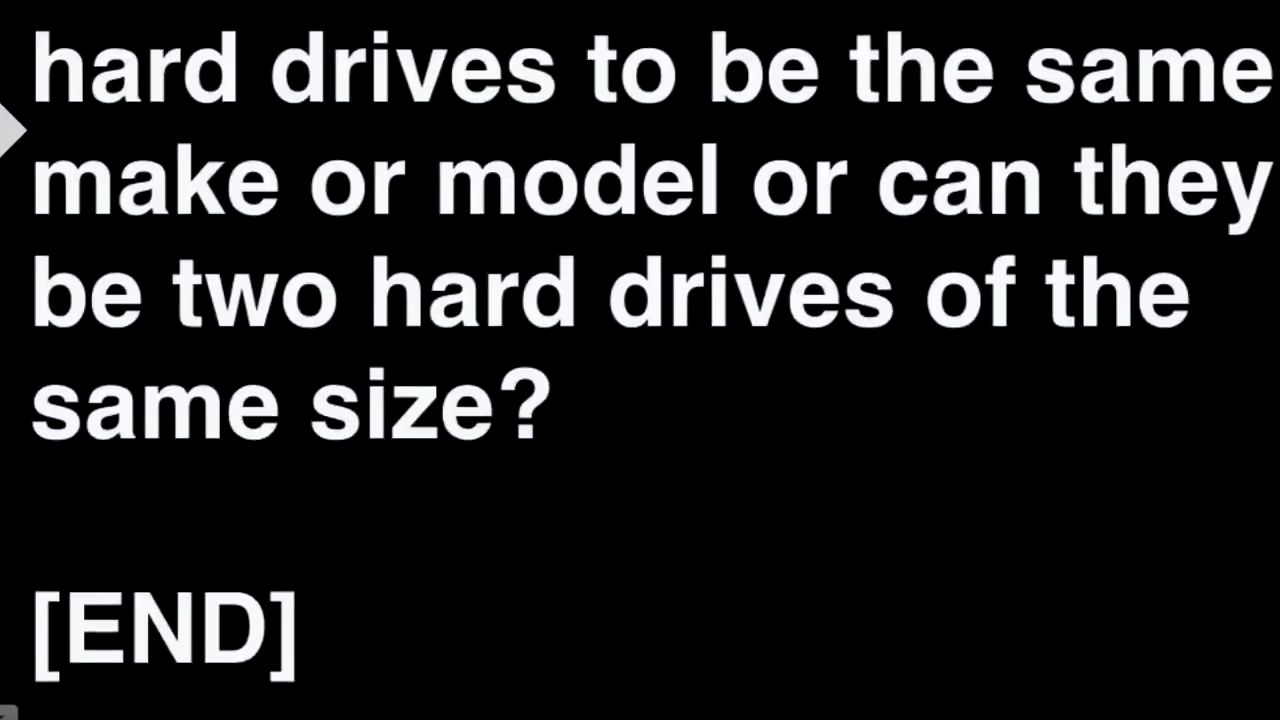 hard drives to be the same
make or model or can they
be two hard drives of the
same size?
[END]